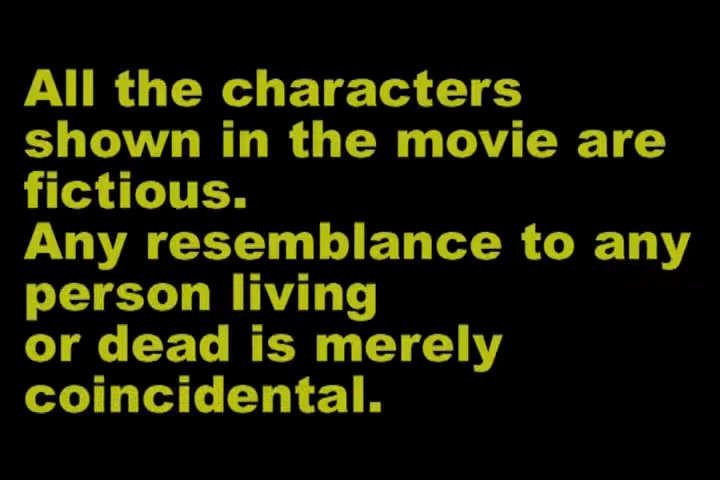 All the characters
shown in the movie are
fictious.
Any resemblance to any
person living
or dead is merely
coincidental.